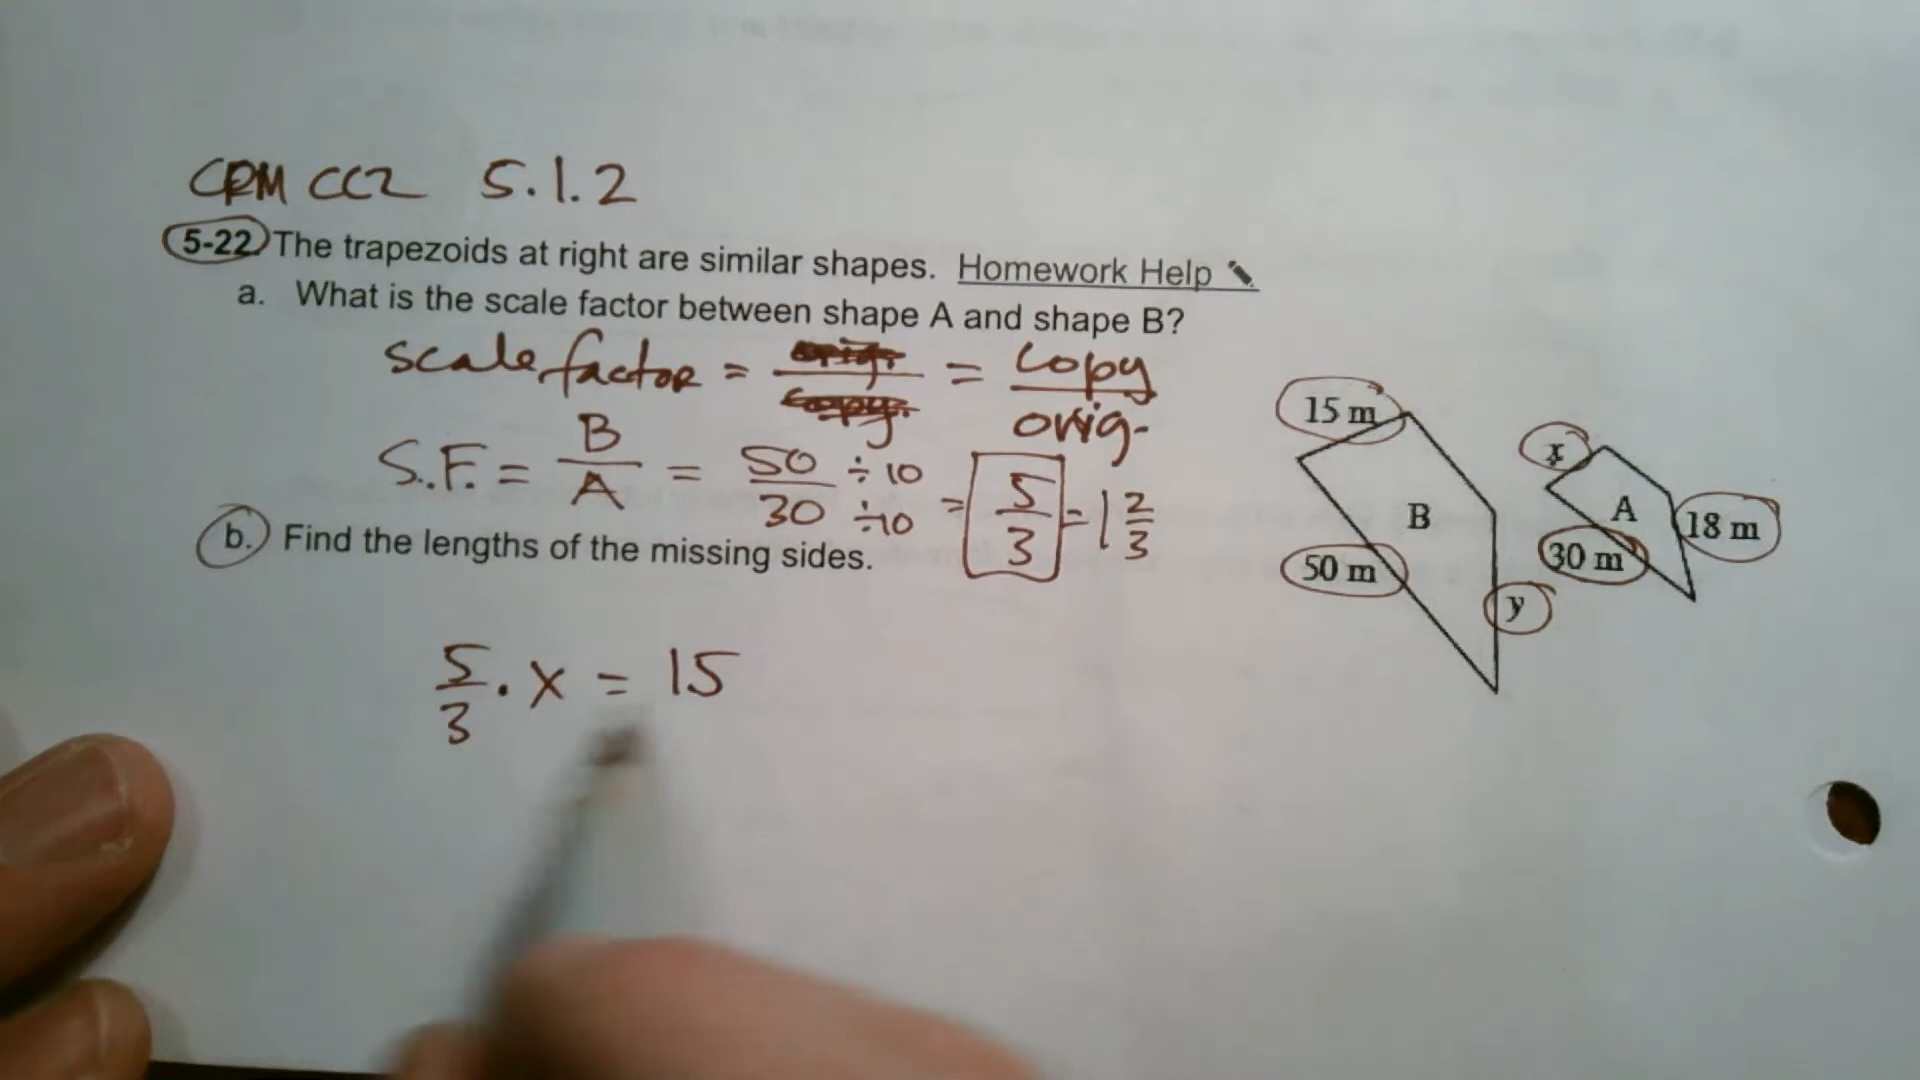 CPM CC2 5.1.2
5-22. The trapezoids at right are similar shapes. Homework Help
a. What is the scale factor between shape A and shape B?
scale factor = orig. / copy = copy / orig.
S.F. = B/A = 50/30 ÷10/÷10 = 5/3 = 1 2/3
b. Find the lengths of the missing sides.
5/3 · x = 15
15 m
B
50 m
y
x
A
18 m
30 m